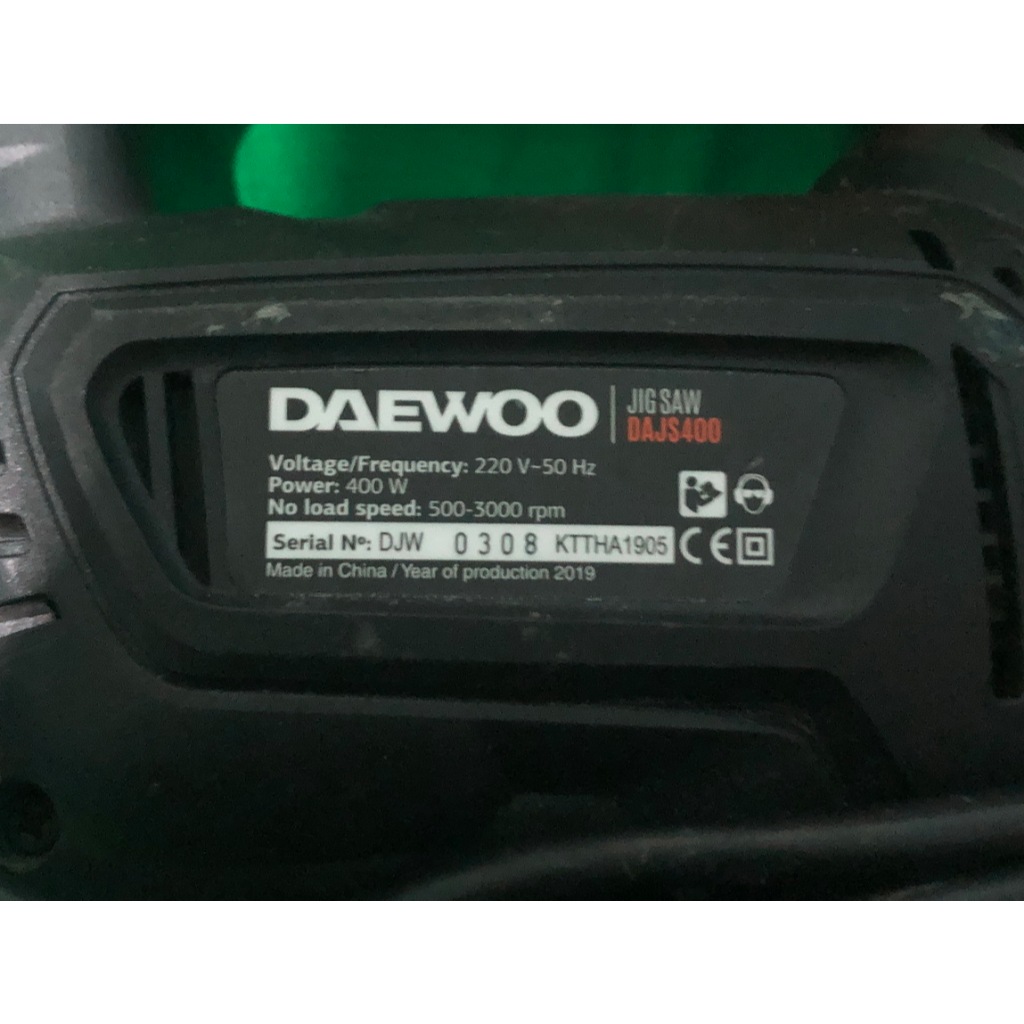 DAEWOO
JIG SAW
DAJS400
Voltage/Frequency: 220 V~50 Hz
Power: 400 W
No load speed: 500-3000 rpm
Serial Nº: DJW 0308 KTTHA1905 CE
Made in China / Year of production 2019